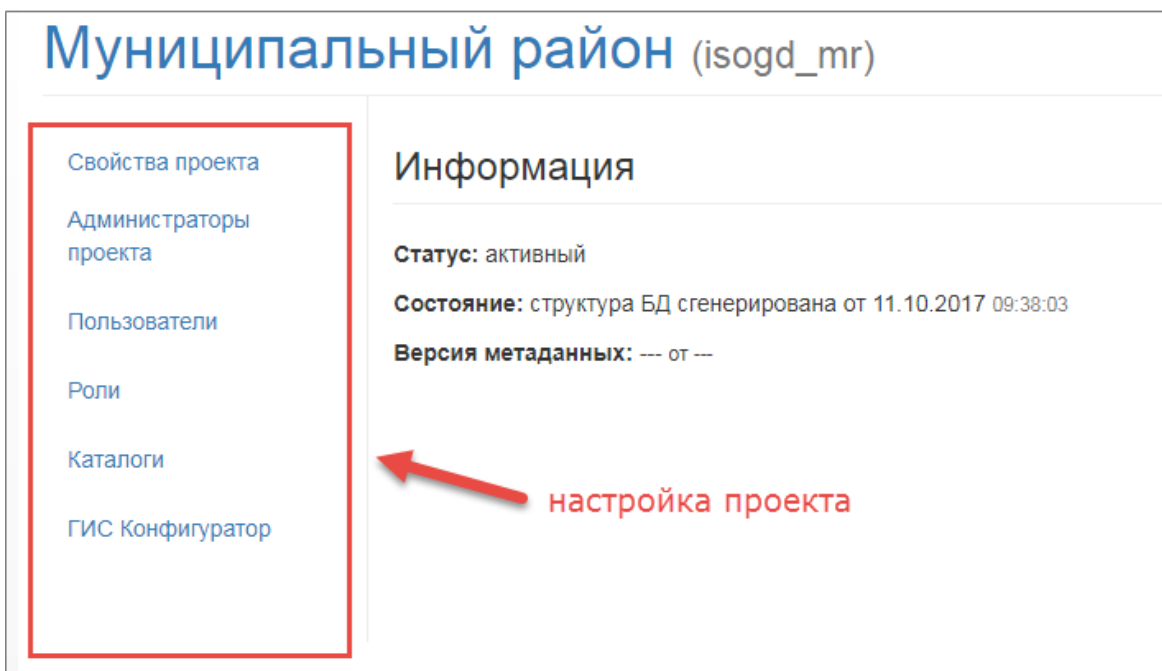 Муниципальный район (isogd_mr)
Свойства проекта
Администраторы
проекта
Пользователи
Роли
Каталоги
ГИС Конфигуратор
Информация
Статус: активный
Состояние: структура БД сгенерирована от 11.10.2017 09:38:03
Версия метаданных: --- от ---
настройка проекта